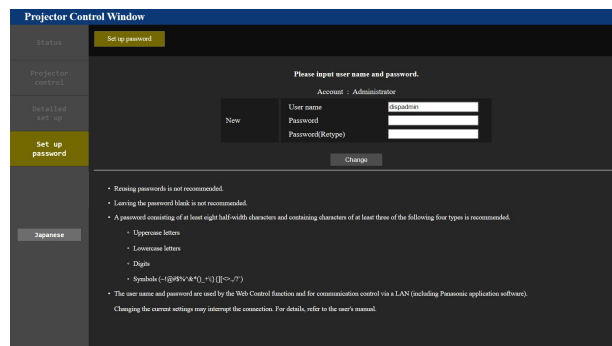 Projector Control Window
Status
Set up password
Projector
control
Detailed
set up
Set up
password
Japanese
Please input user name and password.
Account : Administrator
New
User name
dispadmin
Password
Password(Retype)
Change
• Reusing passwords is not recommended.
• Leaving the password blank is not recommended.
• A password consisting of at least eight half-width characters and containing characters of at least three of the following four types is recommended.
◦ Uppercase letters
◦ Lowercase letters
◦ Digits
◦ Symbols
• The user name and password are used by the Web Control function and for communication control via a LAN (including Panasonic application software).
Changing the current settings may interrupt the connection. For details, refer to the user's manual.